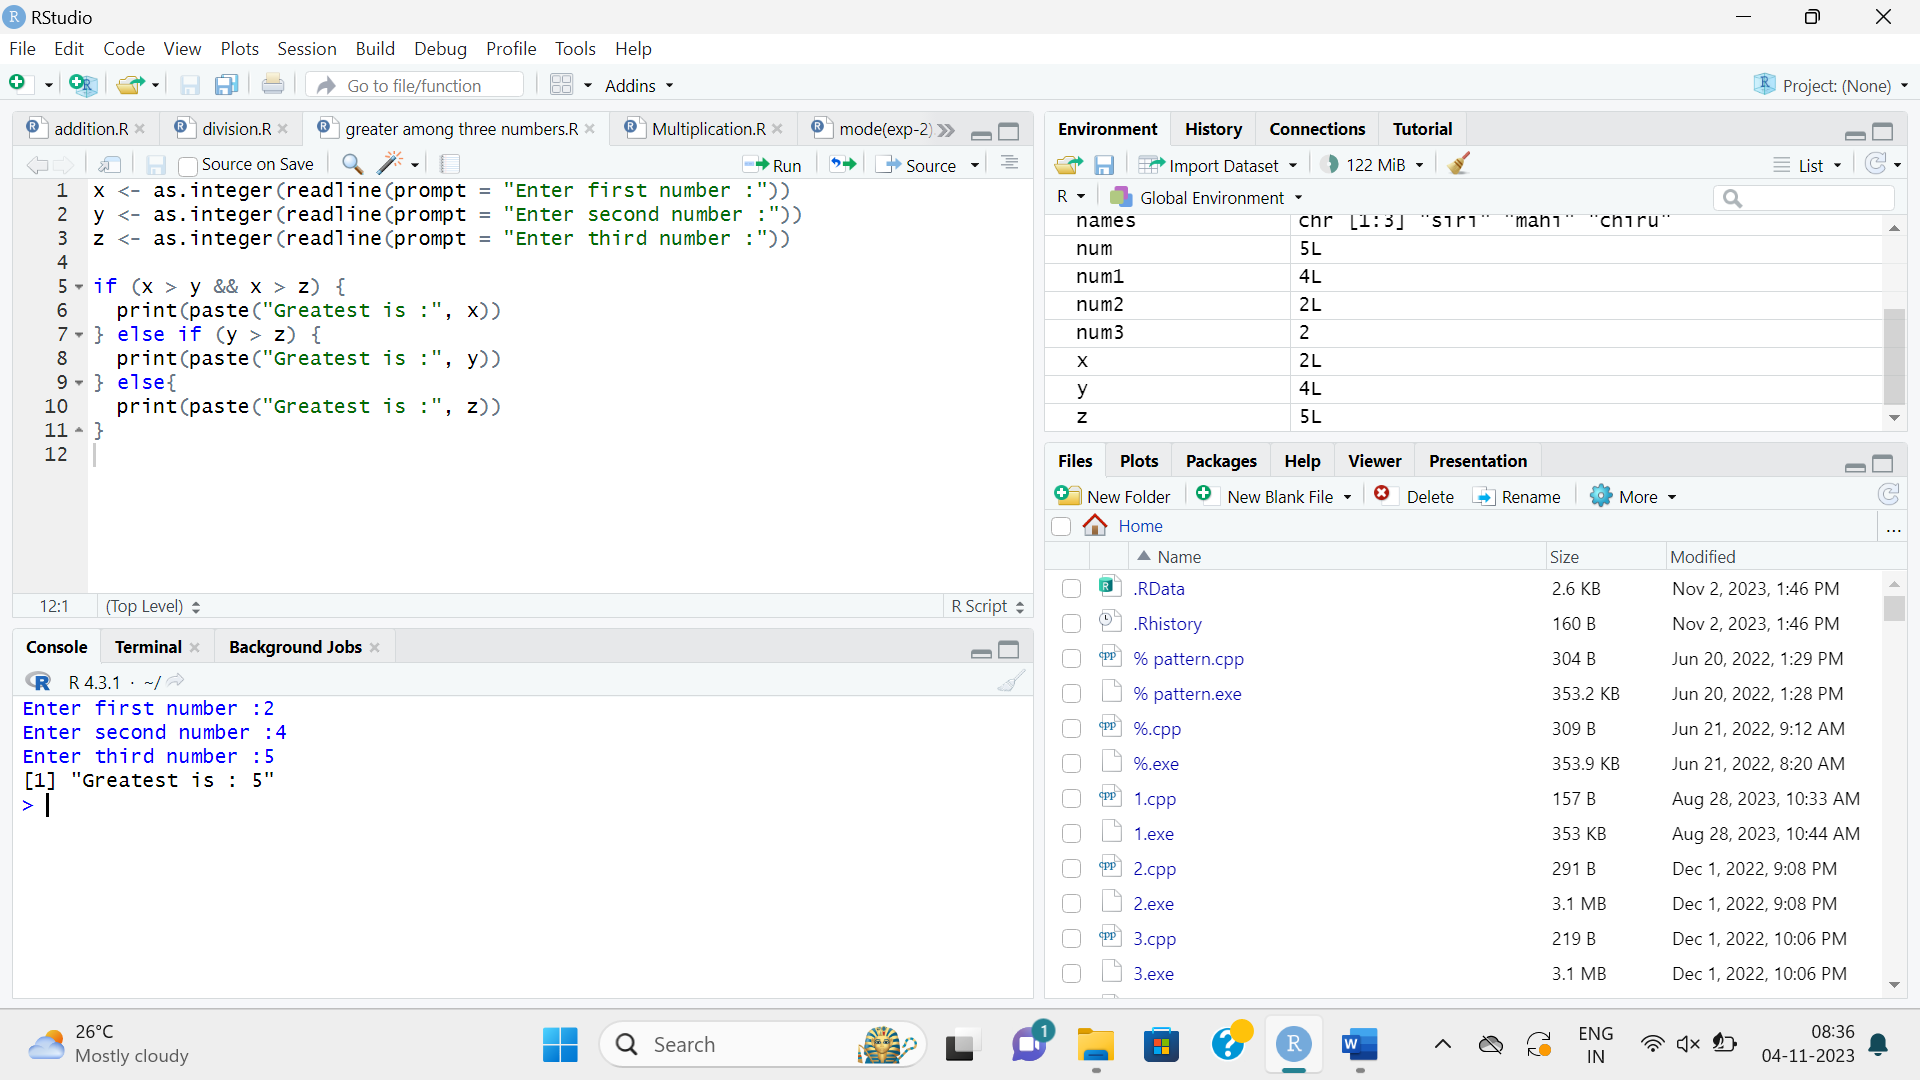 RStudio
File Edit Code View Plots Session Build Debug Profile Tools Help
Go to file/function Addins Project: (None)
addition.R division.R greater among three numbers.R Multiplication.R mode(exp-2)
Source on Save Run Source
1 x <- as.integer(readline(prompt = "Enter first number :"))
2 y <- as.integer(readline(prompt = "Enter second number :"))
3 z <- as.integer(readline(prompt = "Enter third number :"))
4
5 if (x > y && x > z) {
6 print(paste("Greatest is :", x))
7 } else if (y > z) {
8 print(paste("Greatest is :", y))
9 } else{
10 print(paste("Greatest is :", z))
11 }
12
12:1 (Top Level) R Script
Console Terminal Background Jobs
R 4.3.1 · ~/
Enter first number :2
Enter second number :4
Enter third number :5
[1] "Greatest is : 5"
>
Environment History Connections Tutorial
Import Dataset 122 MiB List
R Global Environment
names chr [1:3] "siri" "mahi" "chiru"
num 5L
num1 4L
num2 2L
num3 2
x 2L
y 4L
z 5L
Files Plots Packages Help Viewer Presentation
New Folder New Blank File Delete Rename More
Home ...
Name Size Modified
.RData 2.6 KB Nov 2, 2023, 1:46 PM
.Rhistory 160 B Nov 2, 2023, 1:46 PM
% pattern.cpp 304 B Jun 20, 2022, 1:29 PM
% pattern.exe 353.2 KB Jun 20, 2022, 1:28 PM
%.cpp 309 B Jun 21, 2022, 9:12 AM
%.exe 353.9 KB Jun 21, 2022, 8:20 AM
1.cpp 157 B Aug 28, 2023, 10:33 AM
1.exe 353 KB Aug 28, 2023, 10:44 AM
2.cpp 291 B Dec 1, 2022, 9:08 PM
2.exe 3.1 MB Dec 1, 2022, 9:08 PM
3.cpp 219 B Dec 1, 2022, 10:06 PM
3.exe 3.1 MB Dec 1, 2022, 10:06 PM
26°C
Mostly cloudy
Search
1
ENG
IN
08:36
04-11-2023